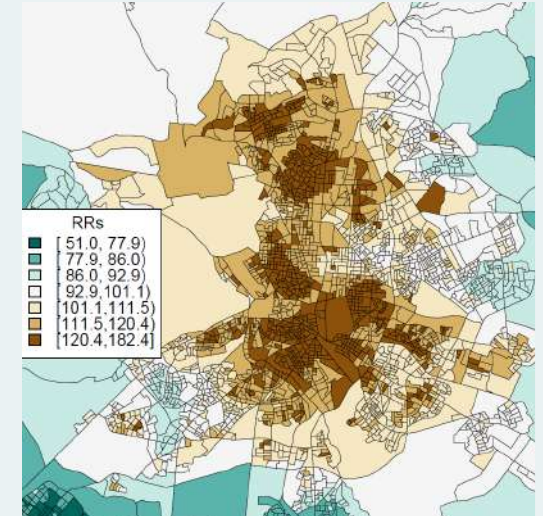 RRs
[ 51.0, 77.9)
[ 77.9, 86.0)
[ 86.0, 92.9)
[ 92.9,101.1)
[101.1,111.5)
[111.5,120.4)
[120.4,182.4]